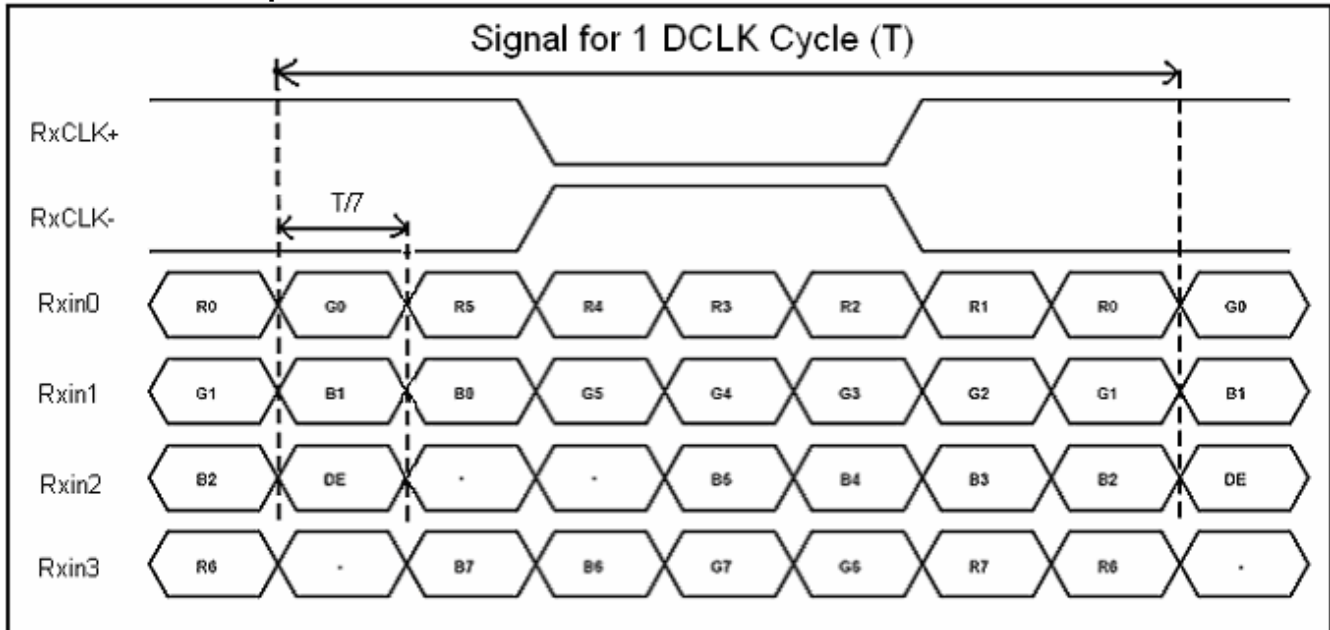 Signal for 1 DCLK Cycle (T)
RxCLK+
T/7
RxCLK-
Rxin0 R0 G0 R5 R4 R3 R2 R1 R0 G0
Rxin1 G1 B1 B0 G5 G4 G3 G2 G1 B1
Rxin2 B2 DE - - B5 B4 B3 B2 DE
Rxin3 R6 - B7 B6 G7 G6 R7 R6 -